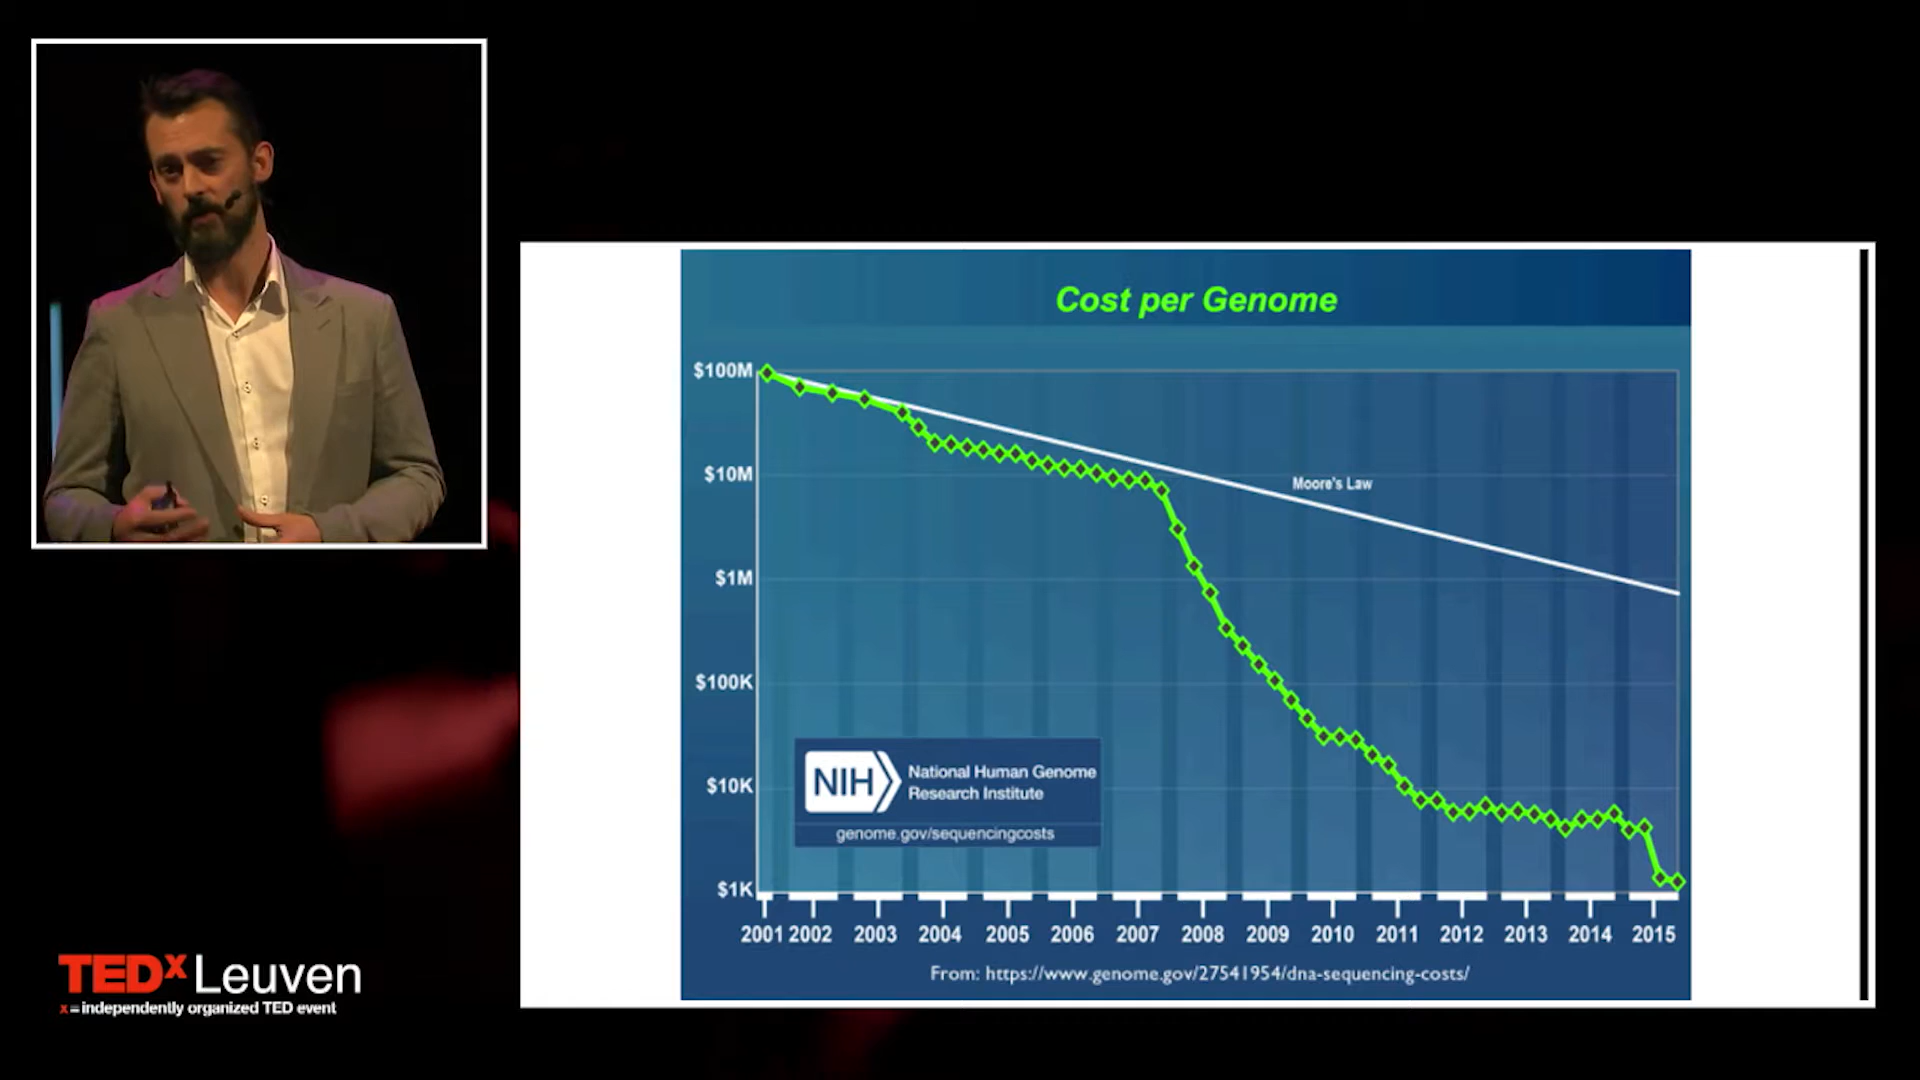 Cost per Genome
$100M
$10M
$1M
$100K
$10K
$1K
Moore's Law
NIH
National Human Genome
Research Institute
genome.gov/sequencingcosts
2001 2002 2003 2004 2005 2006 2007 2008 2009 2010 2011 2012 2013 2014 2015
From: https://www.genome.gov/27541954/dna-sequencing-costs/
TEDx Leuven
x = independently organized TED event